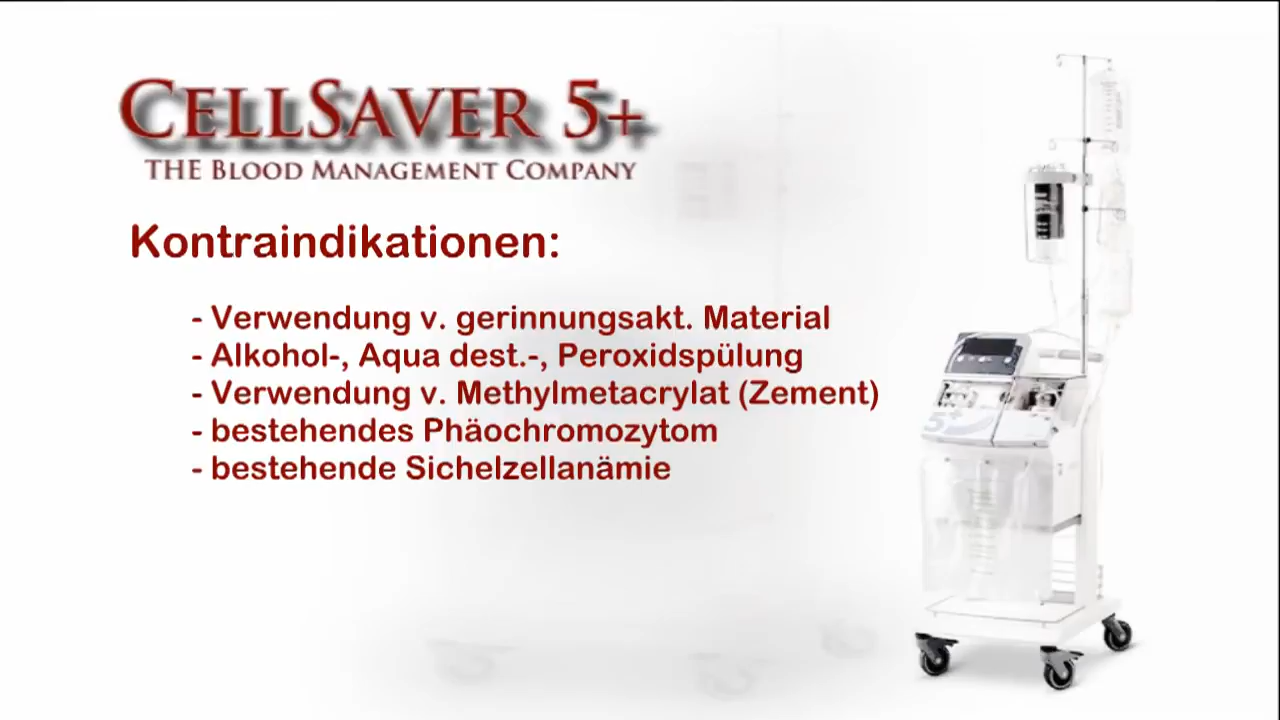 CELLSAVER 5+
THE BLOOD MANAGEMENT COMPANY
Kontraindikationen:
- Verwendung v. gerinnungsakt. Material
- Alkohol-, Aqua dest.-, Peroxidspülung
- Verwendung v. Methylmetacrylat (Zement)
- bestehendes Phäochromozytom
- bestehende Sichelzellanämie
5+